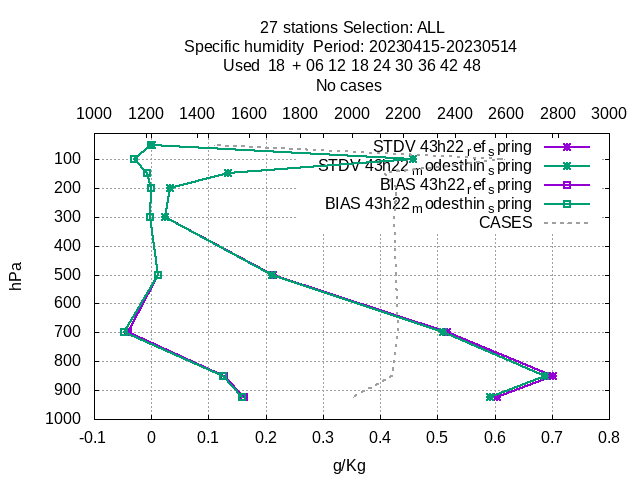 27 stations Selection: ALL
Specific humidity  Period: 20230415-20230514
Used  18  + 06 12 18 24 30 36 42 48
No cases
1000 1200 1400 1600 1800 2000 2200 2400 2600 2800 3000
STDV 43h22_ref_spring
STDV 43h22_modesthin_spring
BIAS 43h22_ref_spring
BIAS 43h22_modesthin_spring
CASES
100
200
300
400
500
600
700
800
900
1000
hPa
-0.1 0 0.1 0.2 0.3 0.4 0.5 0.6 0.7 0.8
g/Kg